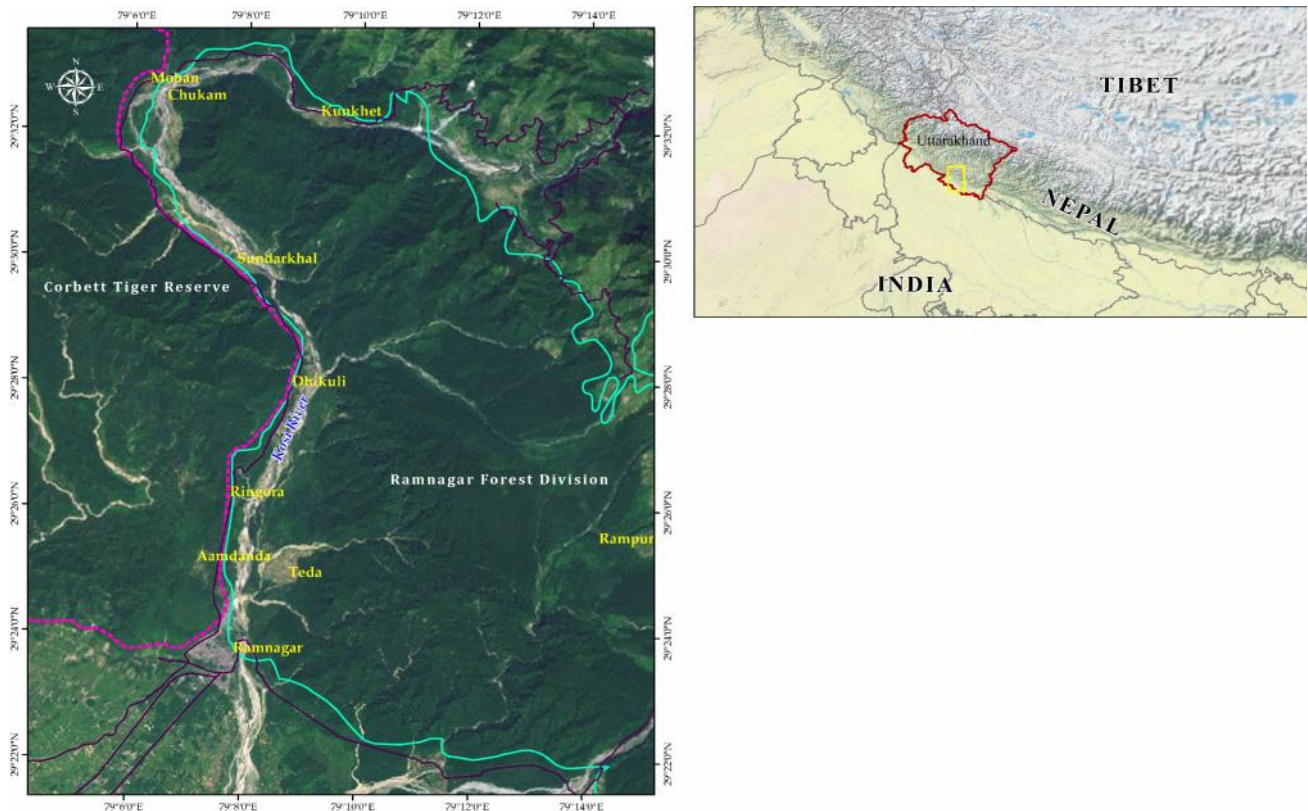 79°6'0"E 79°8'0"E 79°10'0"E 79°12'0"E 79°14'0"E
N
W E
S
Mohan
Chukam
Kunkhet
29°32'0"N 29°32'0"N
29°30'0"N 29°30'0"N
Sundarkhal
Corbett Tiger Reserve
29°28'0"N 29°28'0"N
Dhikuli
Kosi River
Ramnagar Forest Division
Ringora
29°26'0"N 29°26'0"N
Rampur
Aamdanda
Teda
29°24'0"N 29°24'0"N
Ramnagar
29°22'0"N 29°22'0"N
79°6'0"E 79°8'0"E 79°10'0"E 79°12'0"E 79°14'0"E
TIBET
Uttarakhand
NEPAL
INDIA